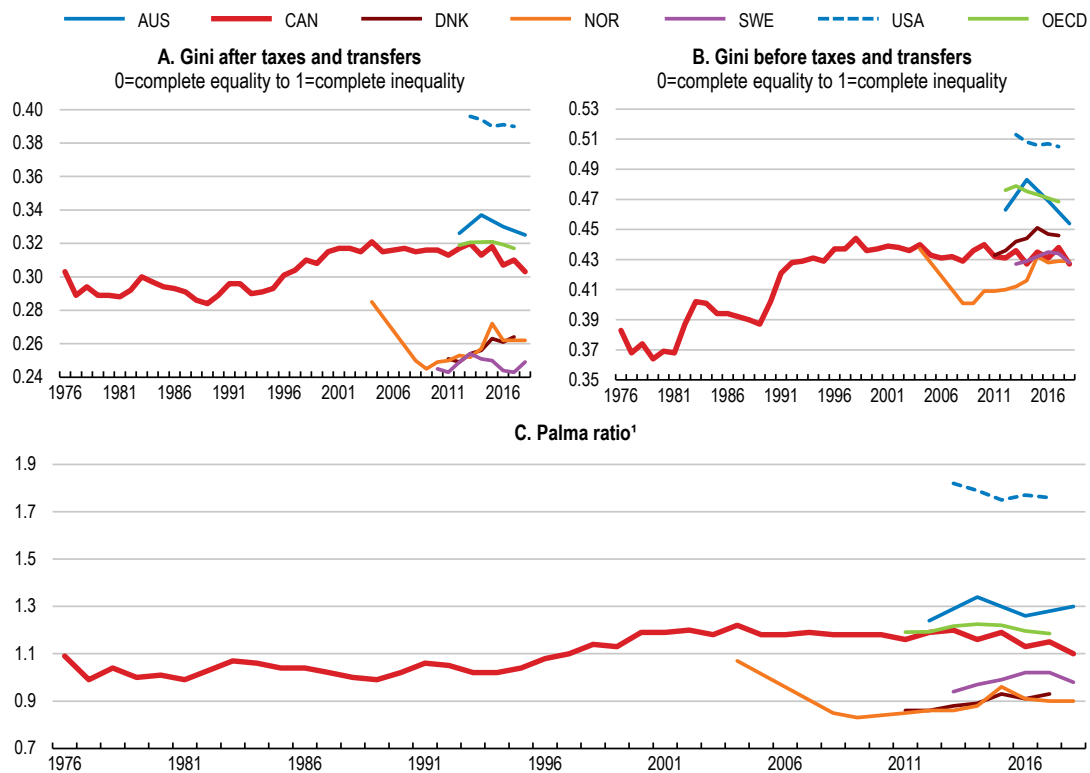 AUS CAN DNK NOR SWE USA OECD
A. Gini after taxes and transfers
0=complete equality to 1=complete inequality
0.40
0.38
0.36
0.34
0.32
0.30
0.28
0.26
0.24
1976 1981 1986 1991 1996 2001 2006 2011 2016
B. Gini before taxes and transfers
0=complete equality to 1=complete inequality
0.53
0.51
0.49
0.47
0.45
0.43
0.41
0.39
0.37
0.35
1976 1981 1986 1991 1996 2001 2006 2011 2016
C. Palma ratio¹
1.9
1.7
1.5
1.3
1.1
0.9
0.7
1976 1981 1986 1991 1996 2001 2006 2011 2016